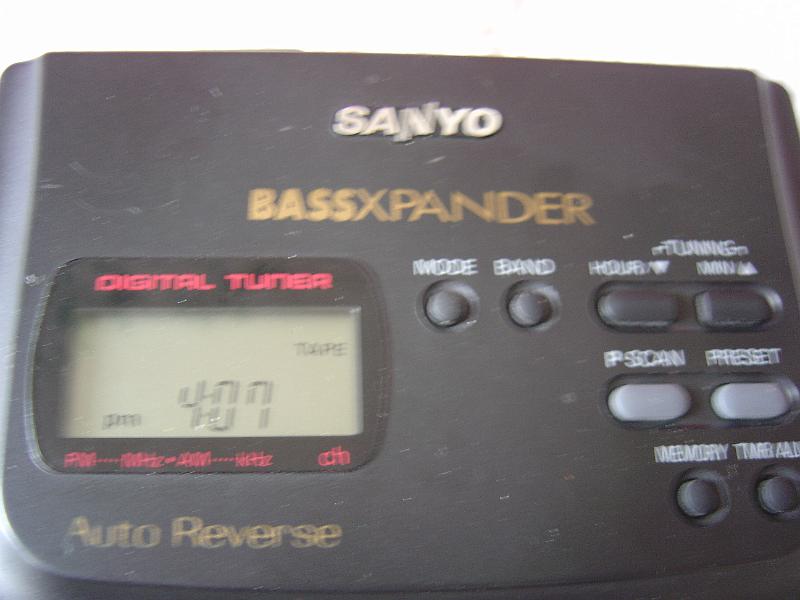 SANYO
BASSXPANDER
TUNING
MODE BAND HOUR/▼ MIN/▲
DIGITAL TUNER
TAPE
P·SCAN PRESET
pm 4:07
MEMORY
FM·····MHz AM·····kHz ch
Auto Reverse